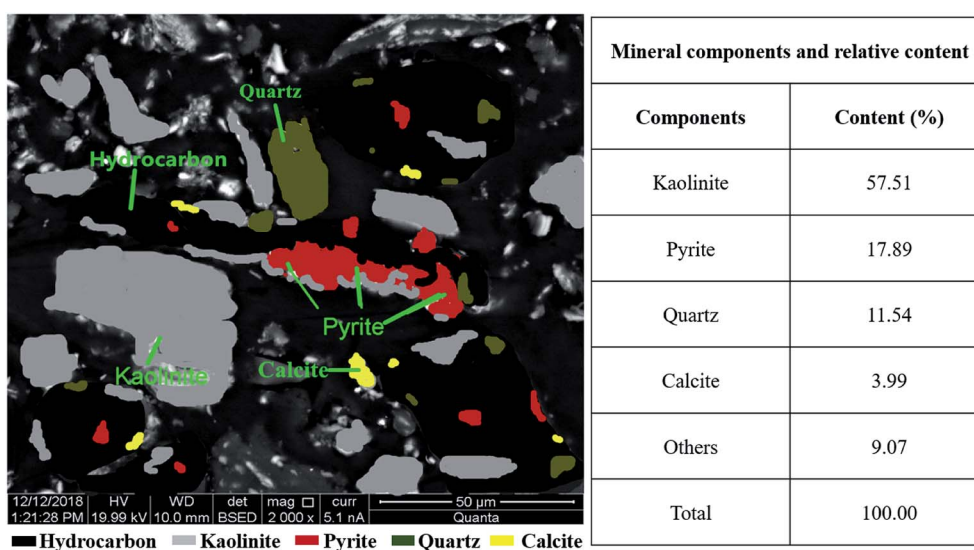 Quartz
Hydrocarbon
Pyrite
Calcite
Kaolinite
12/12/2018 HV WD det mag □ curr 50 µm
1:21:28 PM 19.99 kV 10.0 mm BSED 2 000 x 5.1 nA Quanta
Hydrocarbon Kaolinite Pyrite Quartz Calcite
Mineral components and relative content
Components Content (%)
Kaolinite 57.51
Pyrite 17.89
Quartz 11.54
Calcite 3.99
Others 9.07
Total 100.00